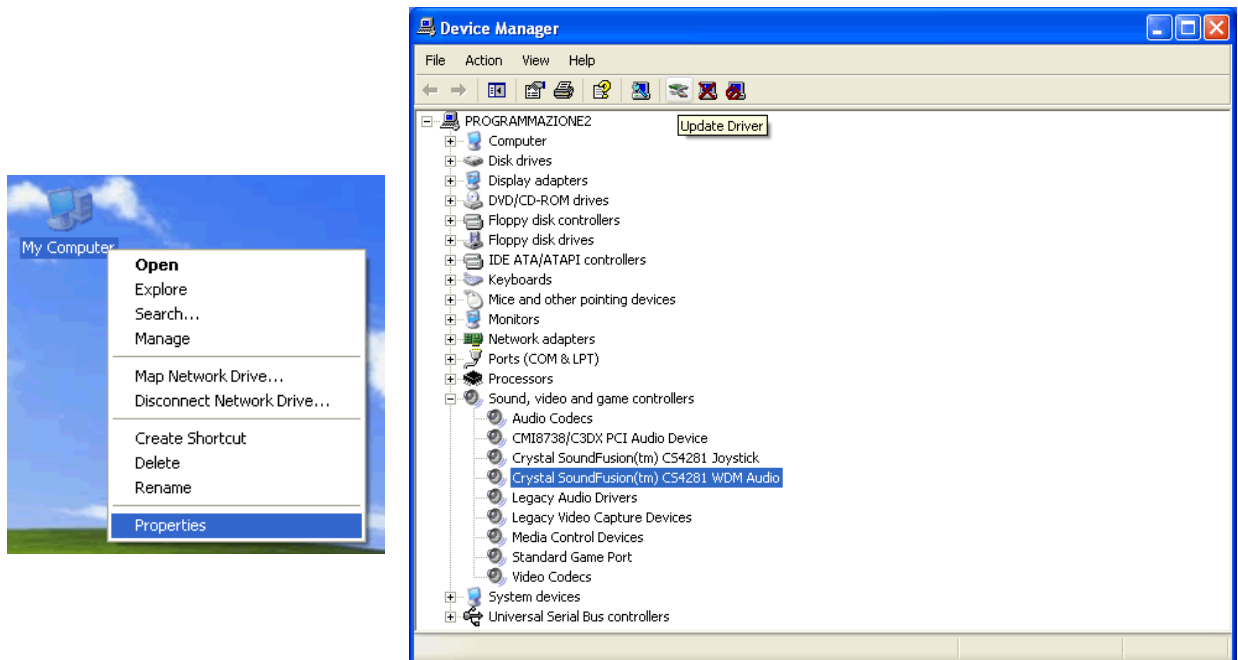 My Computer
Open
Explore
Search...
Manage
Map Network Drive...
Disconnect Network Drive...
Create Shortcut
Delete
Rename
Properties
Device Manager
File Action View Help
Update Driver
PROGRAMMAZIONE2
Computer
Disk drives
Display adapters
DVD/CD-ROM drives
Floppy disk controllers
Floppy disk drives
IDE ATA/ATAPI controllers
Keyboards
Mice and other pointing devices
Monitors
Network adapters
Ports (COM & LPT)
Processors
Sound, video and game controllers
Audio Codecs
CMI8738/C3DX PCI Audio Device
Crystal SoundFusion(tm) CS4281 Joystick
Crystal SoundFusion(tm) CS4281 WDM Audio
Legacy Audio Drivers
Legacy Video Capture Devices
Media Control Devices
Standard Game Port
Video Codecs
System devices
Universal Serial Bus controllers